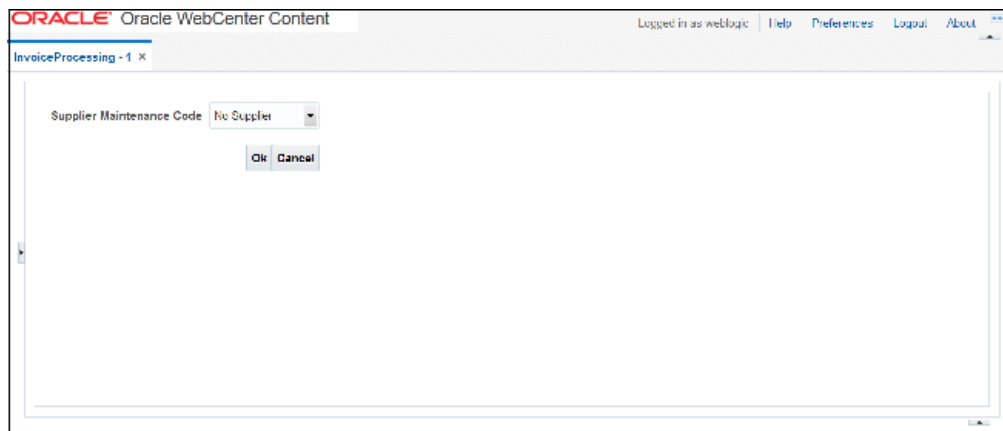 ORACLE Oracle WebCenter Content
Logged in as weblogic Help Preferences Logout About
InvoiceProcessing - 1 ×
Supplier Maintenance Code No Supplier
Ok Cancel